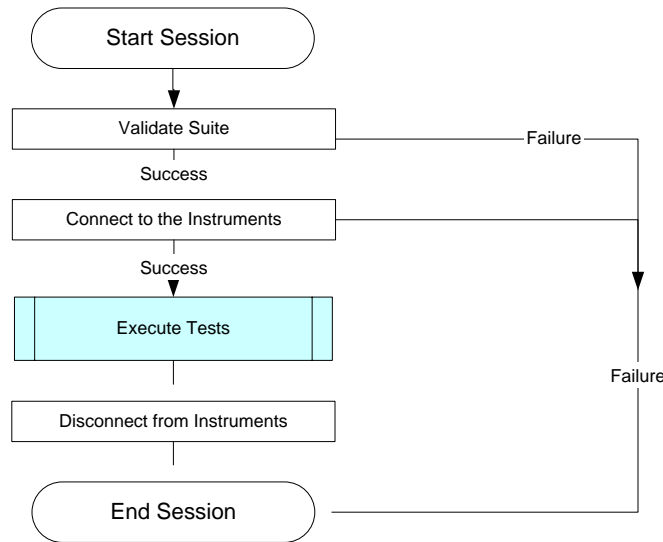 Start Session
Validate Suite
Failure
Success
Connect to the Instruments
Success
Execute Tests
Failure
Disconnect from Instruments
End Session